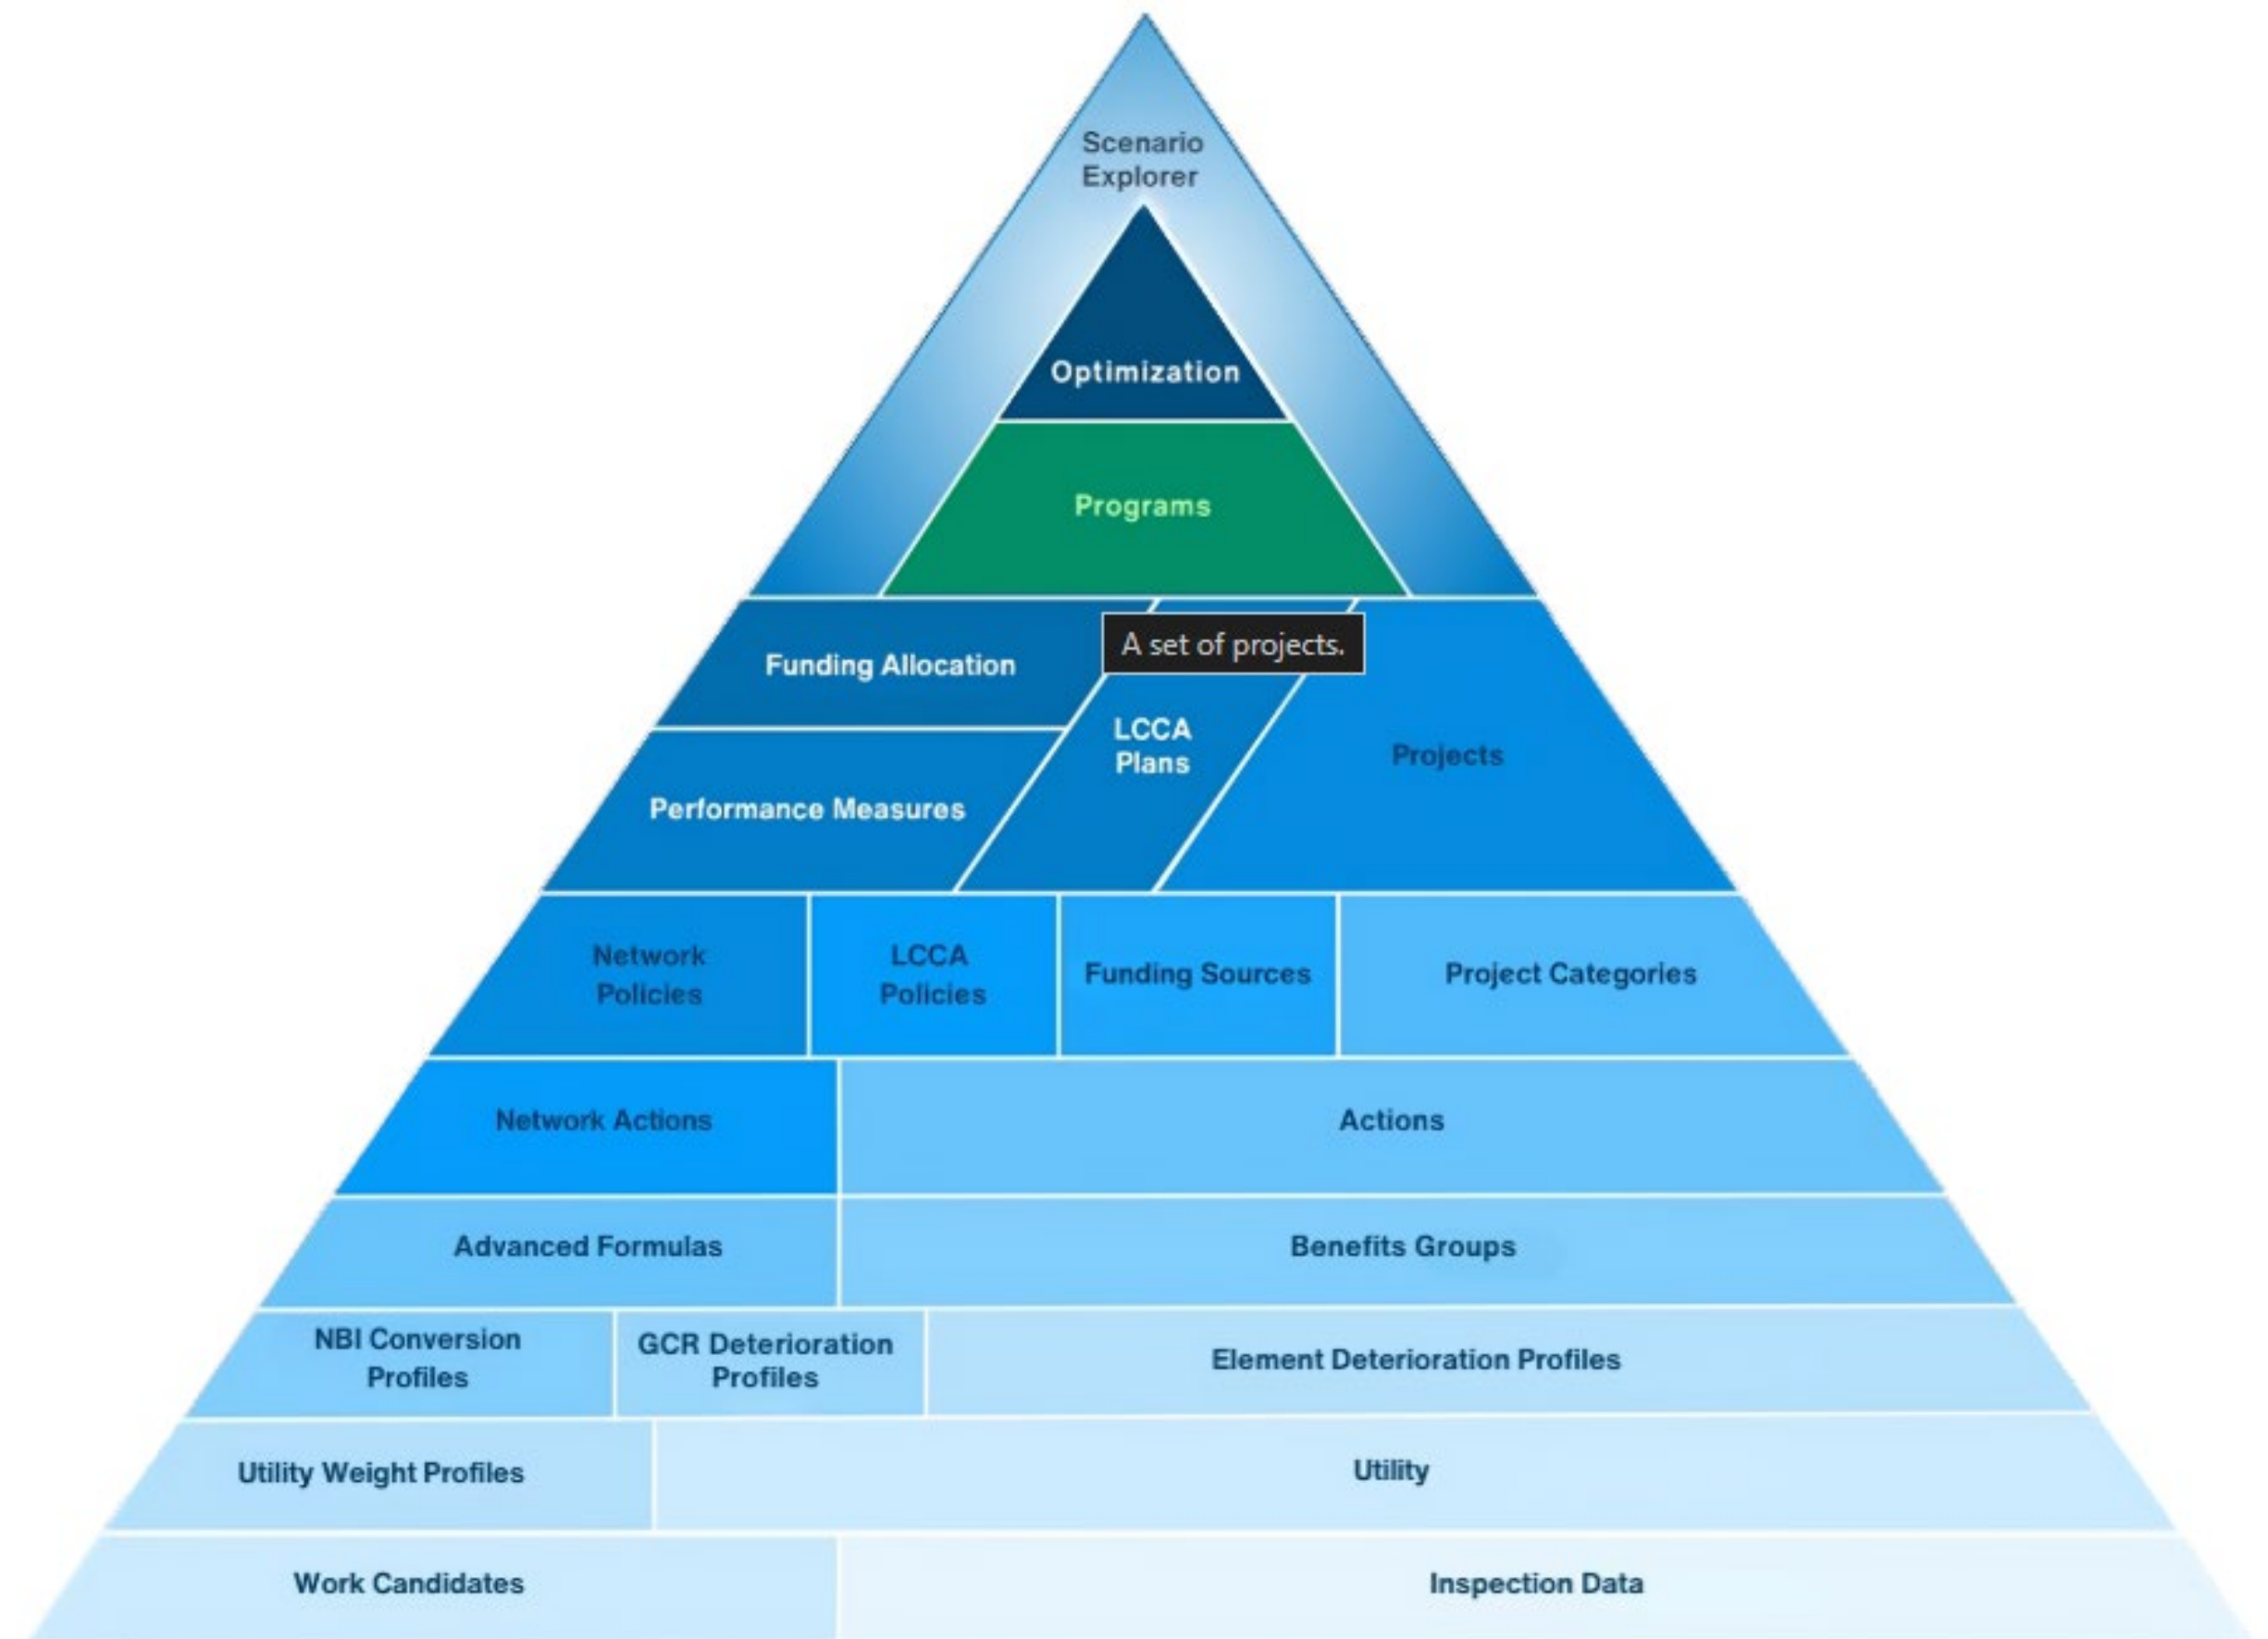 Scenario
Explorer
Optimization
Programs
A set of projects.
Funding Allocation
LCCA
Plans
Projects
Performance Measures
Network
Policies
LCCA
Policies
Funding Sources
Project Categories
Network Actions
Actions
Advanced Formulas
Benefits Groups
NBI Conversion
Profiles
GCR Deterioration
Profiles
Element Deterioration Profiles
Utility Weight Profiles
Utility
Work Candidates
Inspection Data